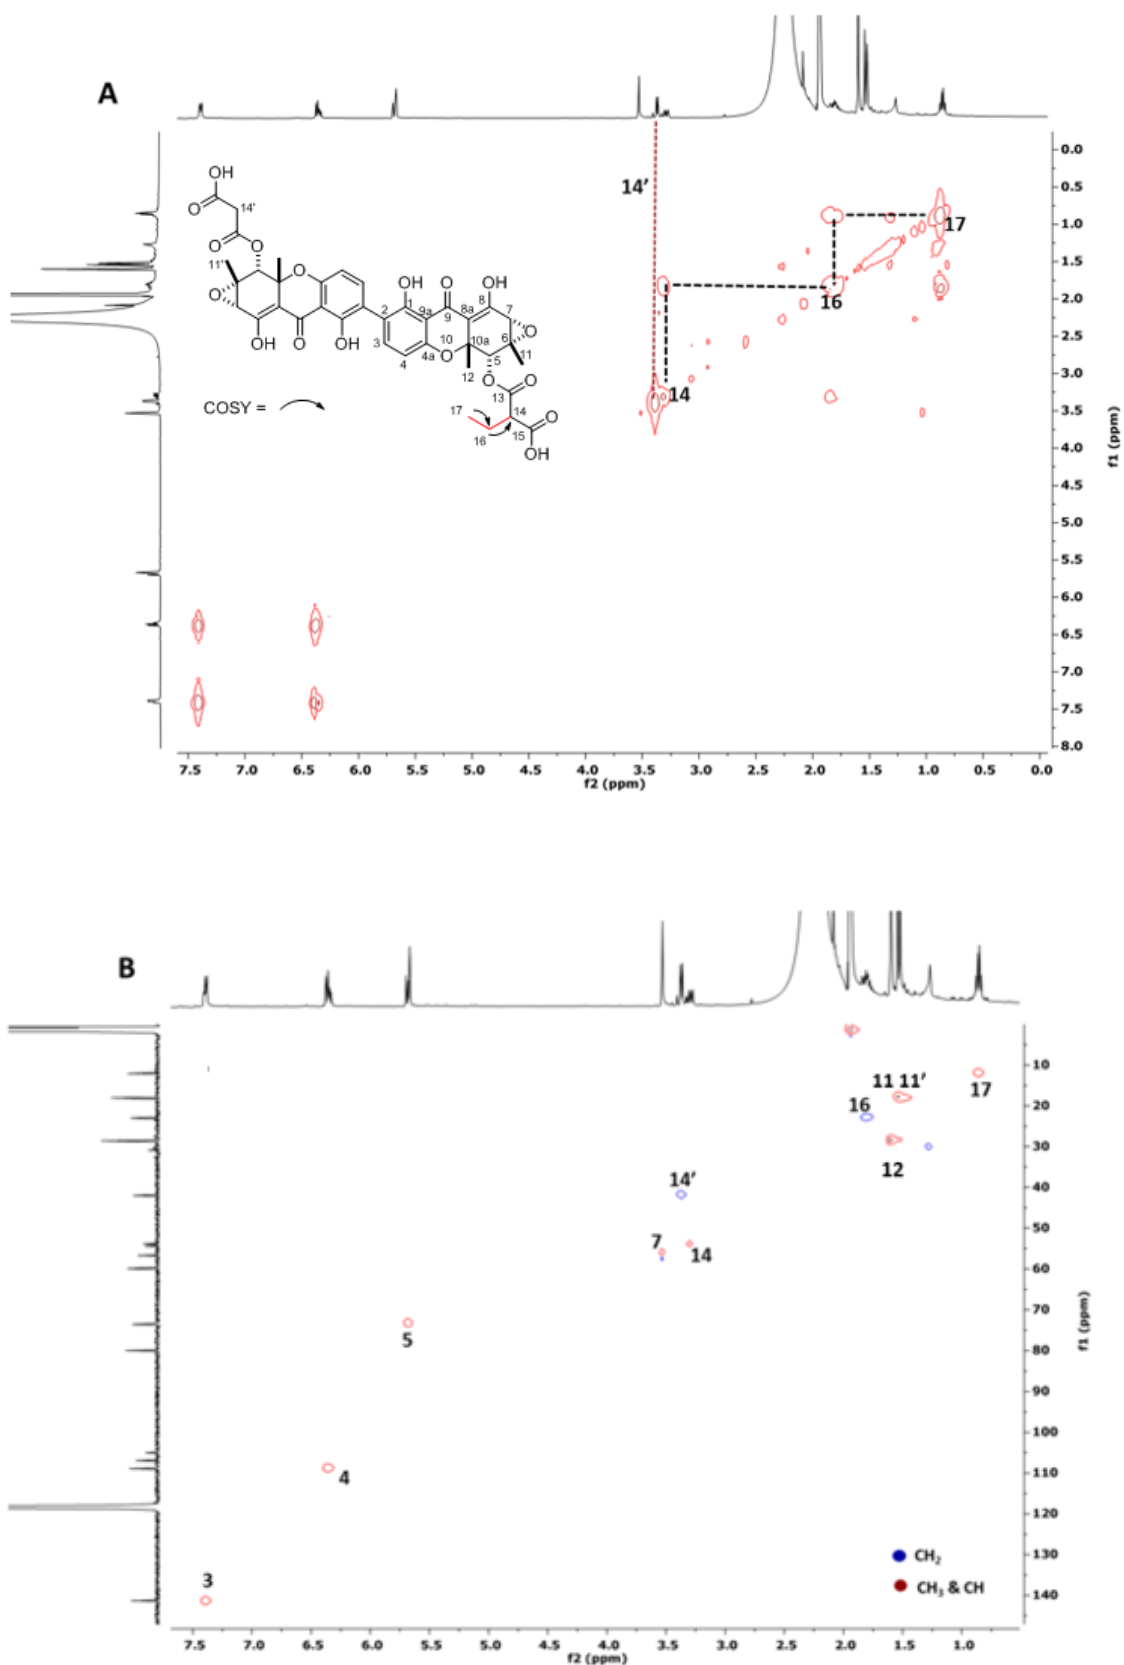 A
OH
O
14'
O
O
11'
O
O
OH
O
OH
OH
O
OH
1
9a
9
8a
8
7
2
3
4
4a
O
10
10a
6
5
O
11
12
O
13
O
COSY =
17
14
16
15
O
OH
14'
17
16
14
0.0
0.5
1.0
1.5
2.0
2.5
3.0
3.5
4.0
4.5
5.0
5.5
6.0
6.5
7.0
7.5
8.0
f1 (ppm)
7.5 7.0 6.5 6.0 5.5 5.0 4.5 4.0 3.5 3.0 2.5 2.0 1.5 1.0 0.5 0.0
f2 (ppm)
B
11 11'
17
16
12
14'
7
14
5
4
3
10
20
30
40
50
60
70
80
90
100
110
120
130
140
f1 (ppm)
CH₂
CH₃ & CH
7.5 7.0 6.5 6.0 5.5 5.0 4.5 4.0 3.5 3.0 2.5 2.0 1.5 1.0
f2 (ppm)